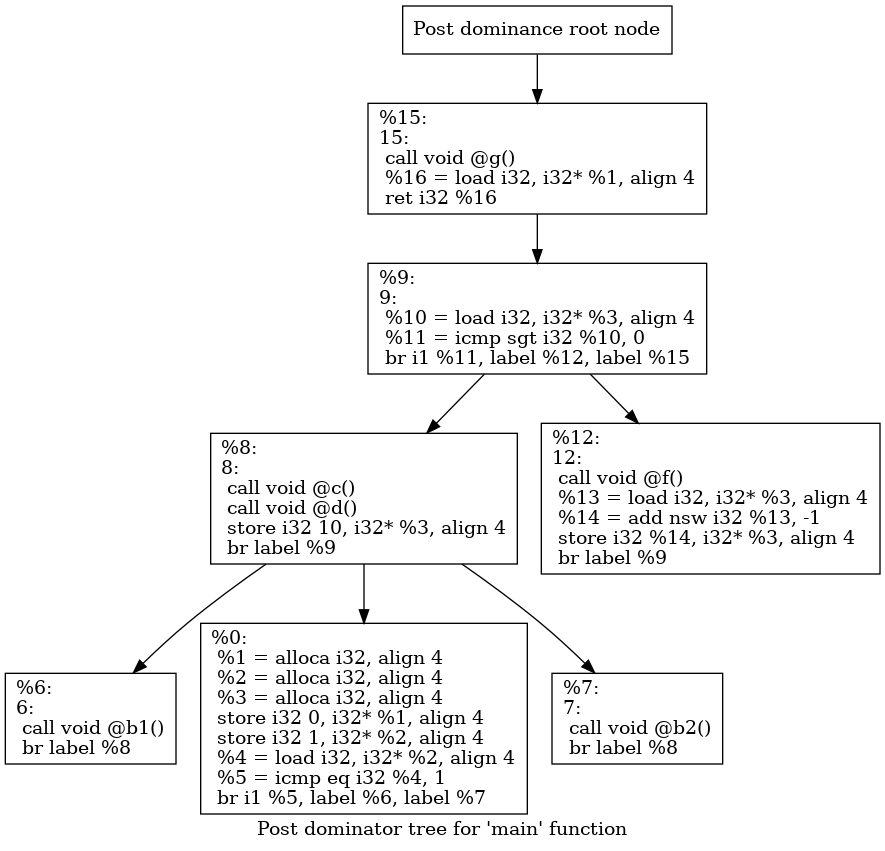 Post dominance root node
%15:
15:
call void @g()
%16 = load i32, i32* %1, align 4
ret i32 %16
%9:
9:
%10 = load i32, i32* %3, align 4
%11 = icmp sgt i32 %10, 0
br i1 %11, label %12, label %15
%8:
8:
call void @c()
call void @d()
store i32 10, i32* %3, align 4
br label %9
%12:
12:
call void @f()
%13 = load i32, i32* %3, align 4
%14 = add nsw i32 %13, -1
store i32 %14, i32* %3, align 4
br label %9
%6:
6:
call void @b1()
br label %8
%0:
%1 = alloca i32, align 4
%2 = alloca i32, align 4
%3 = alloca i32, align 4
store i32 0, i32* %1, align 4
store i32 1, i32* %2, align 4
%4 = load i32, i32* %2, align 4
%5 = icmp eq i32 %4, 1
br i1 %5, label %6, label %7
%7:
7:
call void @b2()
br label %8
Post dominator tree for 'main' function